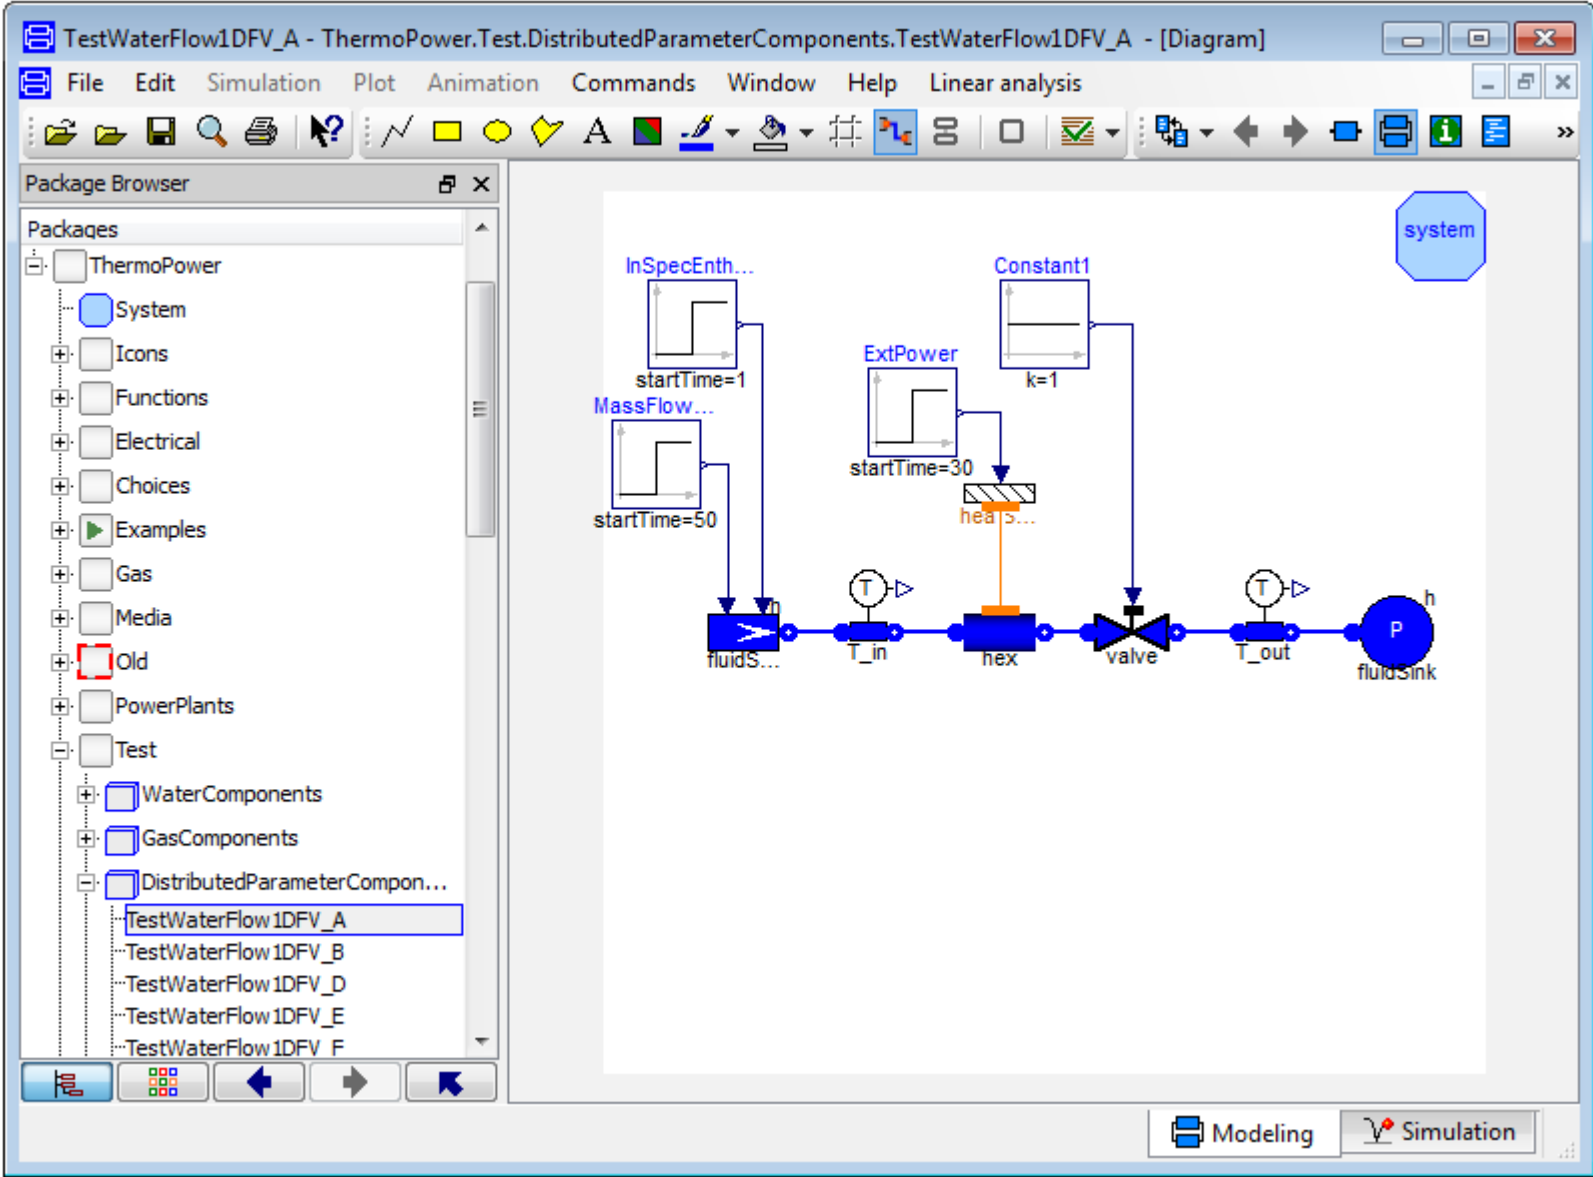 TestWaterFlow1DFV_A - ThermoPower.Test.DistributedParameterComponents.TestWaterFlow1DFV_A - [Diagram]
File Edit Simulation Plot Animation Commands Window Help Linear analysis
A
Package Browser
Packages
ThermoPower
System
Icons
Functions
Electrical
Choices
Examples
Gas
Media
Old
PowerPlants
Test
WaterComponents
GasComponents
DistributedParameterCompon...
TestWaterFlow1DFV_A
TestWaterFlow1DFV_B
TestWaterFlow1DFV_D
TestWaterFlow1DFV_E
TestWaterFlow1DFV_F
system
InSpecEnth...
startTime=1
Constant1
k=1
ExtPower
startTime=30
MassFlow...
startTime=50
T
T
h
P
fluidS...
T_in
hex
valve
T_out
fluidSink
Modeling
Simulation